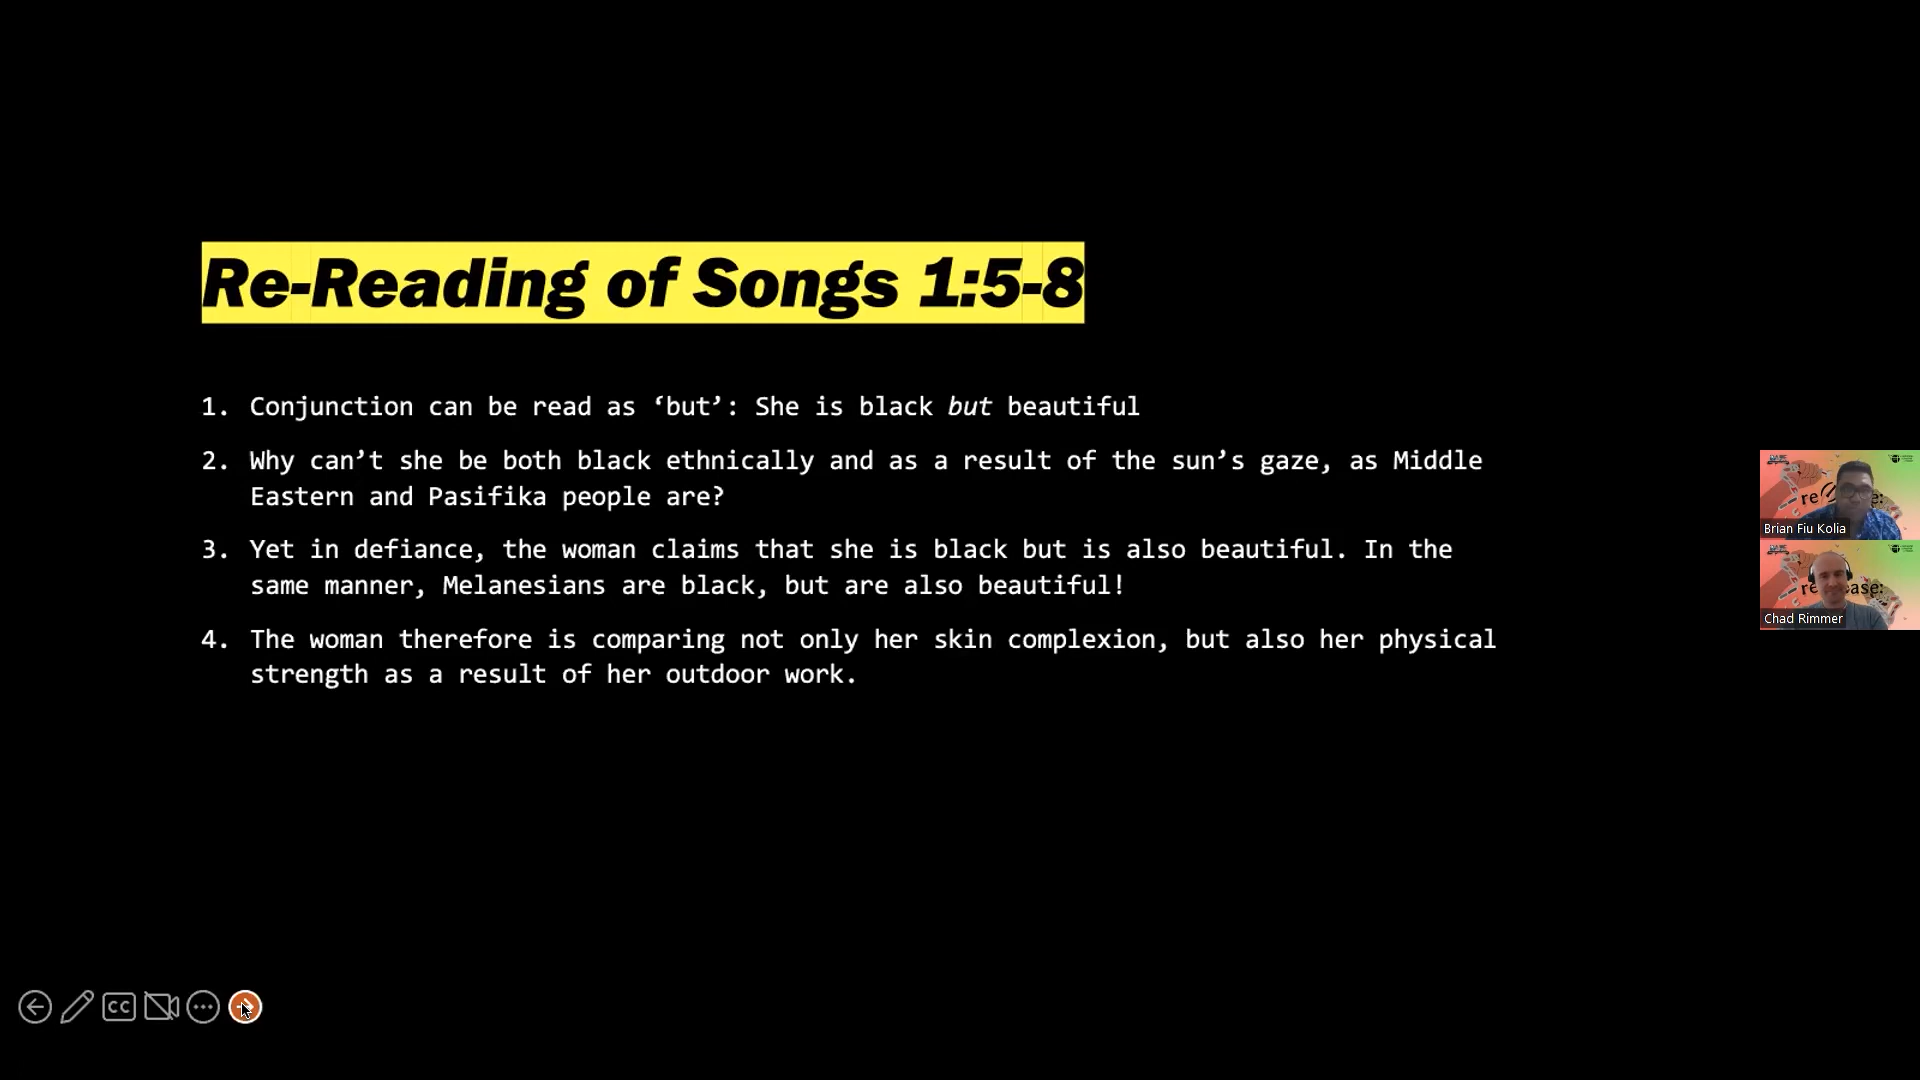 Re-Reading of Songs 1:5-8
1. Conjunction can be read as ‘but’: She is black but beautiful
2. Why can’t she be both black ethnically and as a result of the sun’s gaze, as Middle
Eastern and Pasifika people are?
3. Yet in defiance, the woman claims that she is black but is also beautiful. In the
same manner, Melanesians are black, but are also beautiful!
4. The woman therefore is comparing not only her skin complexion, but also her physical
strength as a result of her outdoor work.
Brian Fiu Kolia
Chad Rimmer
CC